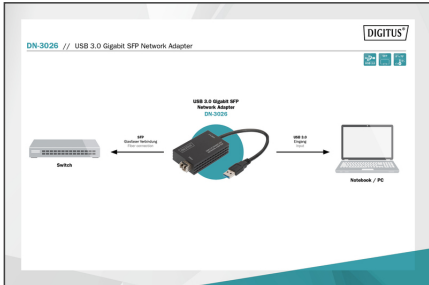 DIGITUS®
DN-3026 // USB 3.0 Gigabit SFP Network Adapter
USB 3.0 Gigabit SFP
Network Adapter
DN-3026
SFP
Glasfaser Verbindung
Fiber connection
USB 3.0
Eingang
Input
Switch
Notebook / PC